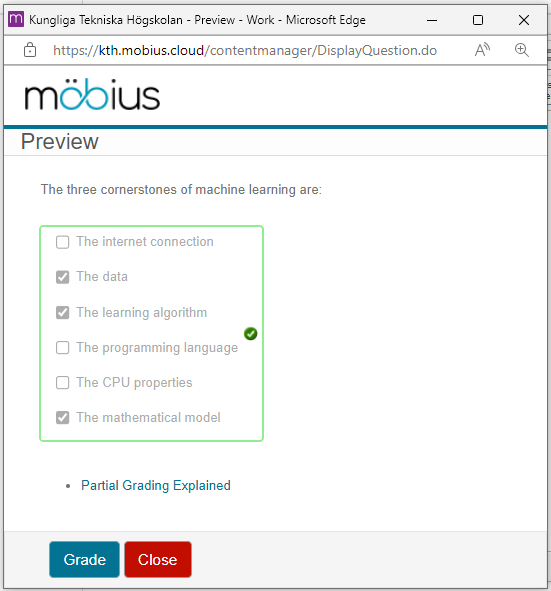 m Kungliga Tekniska Högskolan - Preview - Work - Microsoft Edge
https://kth.mobius.cloud/contentmanager/DisplayQuestion.do
möbius
Preview
The three cornerstones of machine learning are:
The internet connection
The data
The learning algorithm
The programming language
The CPU properties
The mathematical model
Partial Grading Explained
Grade Close